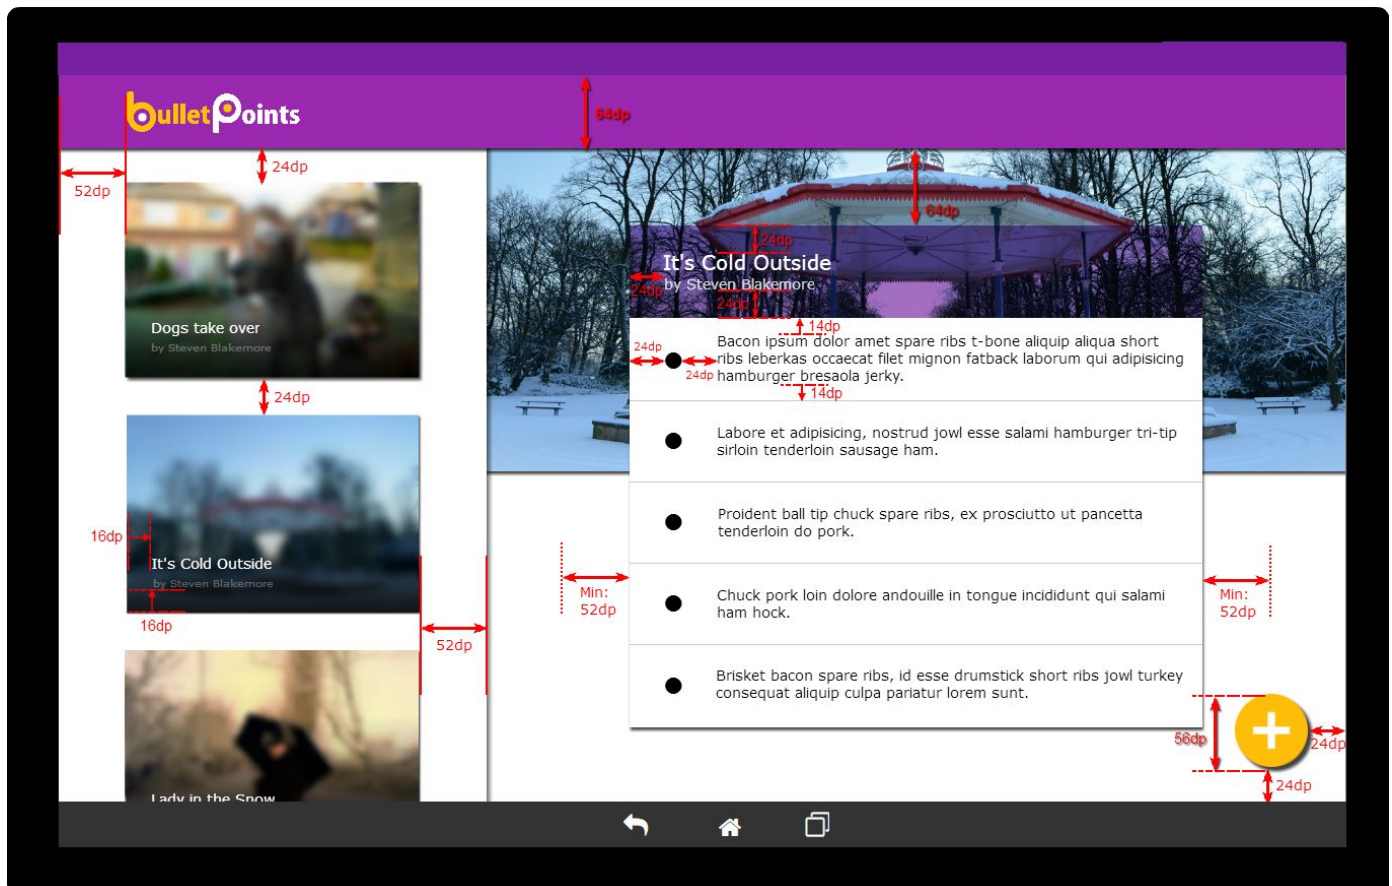 bulletPoints
64dp
52dp
24dp
Dogs take over
by Steven Blakemore
24dp
16dp
It's Cold Outside
by Steven Blakemore
16dp
52dp
Lady in the Snow
64dp
24dp
It's Cold Outside
24dp
by Steven Blakemore
24dp
14dp
24dp
24dp
Bacon ipsum dolor amet spare ribs t-bone aliquip aliqua short
ribs leberkas occaecat filet mignon fatback laborum qui adipisicing
hamburger bresaola jerky.
14dp
Labore et adipisicing, nostrud jowl esse salami hamburger tri-tip
sirloin tenderloin sausage ham.
Proident ball tip chuck spare ribs, ex prosciutto ut pancetta
tenderloin do pork.
Min:
52dp
Chuck pork loin dolore andouille in tongue incididunt qui salami
ham hock.
Min:
52dp
Brisket bacon spare ribs, id esse drumstick short ribs jowl turkey
consequat aliquip culpa pariatur lorem sunt.
56dp
24dp
24dp